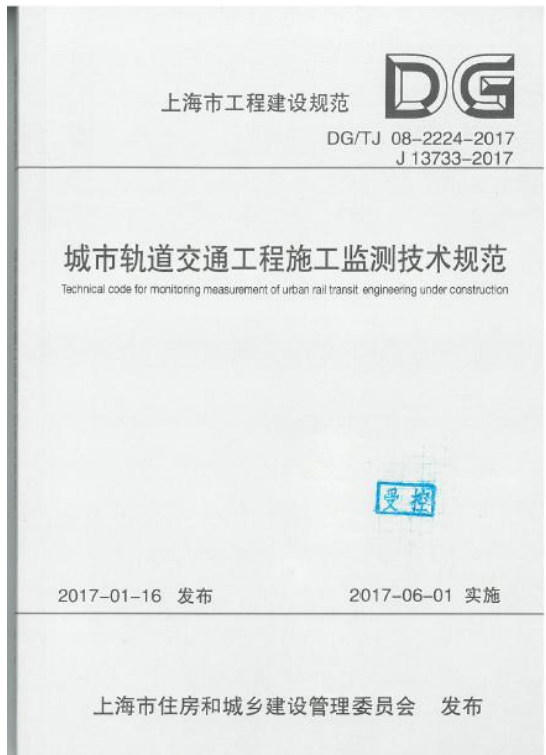 DG
上海市工程建设规范
DG/TJ 08-2224-2017
J 13733-2017
城市轨道交通工程施工监测技术规范
Technical code for monitoring measurement of urban rail transit engineering under construction
受控
2017-01-16 发布
2017-06-01 实施
上海市住房和城乡建设管理委员会 发布